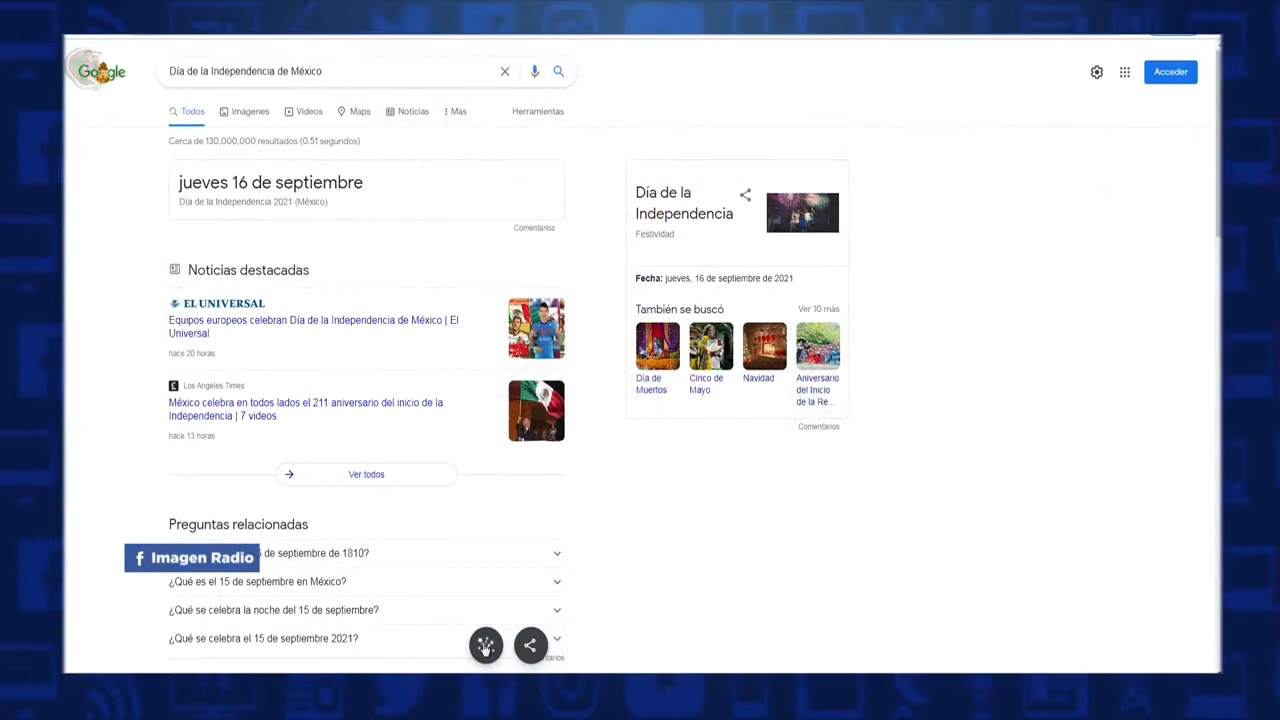 Google
Día de la Independencia de México
Acceder
Todos
Imágenes
Videos
Maps
Noticias
Más
Herramientas
Cerca de 130,000,000 resultados (0.51 segundos)
jueves 16 de septiembre
Día de la Independencia 2021 (México)
Comentarios
Noticias destacadas
EL UNIVERSAL
Equipos europeos celebran Día de la Independencia de México | El
Universal
hace 20 horas
Los Angeles Times
México celebra en todos lados el 211 aniversario del inicio de la
Independencia | 7 videos
hace 13 horas
Ver todos
Preguntas relacionadas
de septiembre de 1810?
Imagen Radio
¿Qué es el 15 de septiembre en México?
¿Qué se celebra la noche del 15 de septiembre?
¿Qué se celebra el 15 de septiembre 2021?
Día de la
Independencia
Festividad
Fecha: jueves, 16 de septiembre de 2021
También se buscó
Ver 10 más
Día de
Muertos
Cinco de
Mayo
Navidad
Aniversario
del Inicio
de la Re...
Comentarios